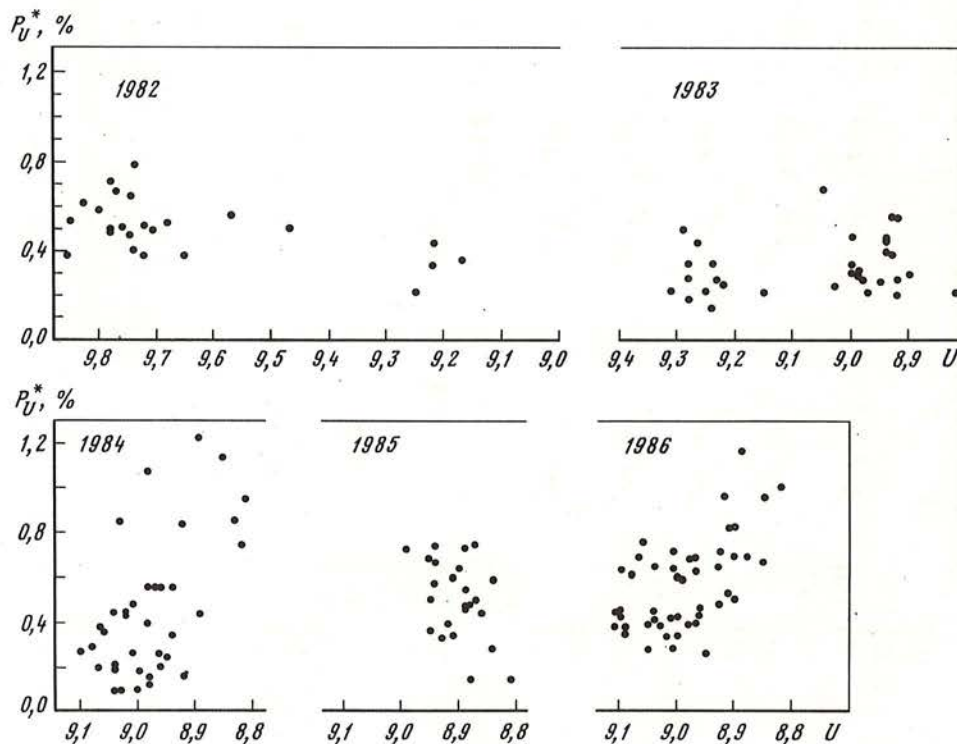 P_U^*, %
1,2
0,8
0,4
0,0
1982
9,8 9,7 9,6 9,5 9,4 9,3 9,2 9,1 9,0
1983
9,4 9,3 9,2 9,1 9,0 8,9 U
P_U^*, %
1,2
0,8
0,4
0,0
1984
9,1 9,0 8,9 8,8
1985
9,1 9,0 8,9 8,8
1986
9,1 9,0 8,9 8,8 U